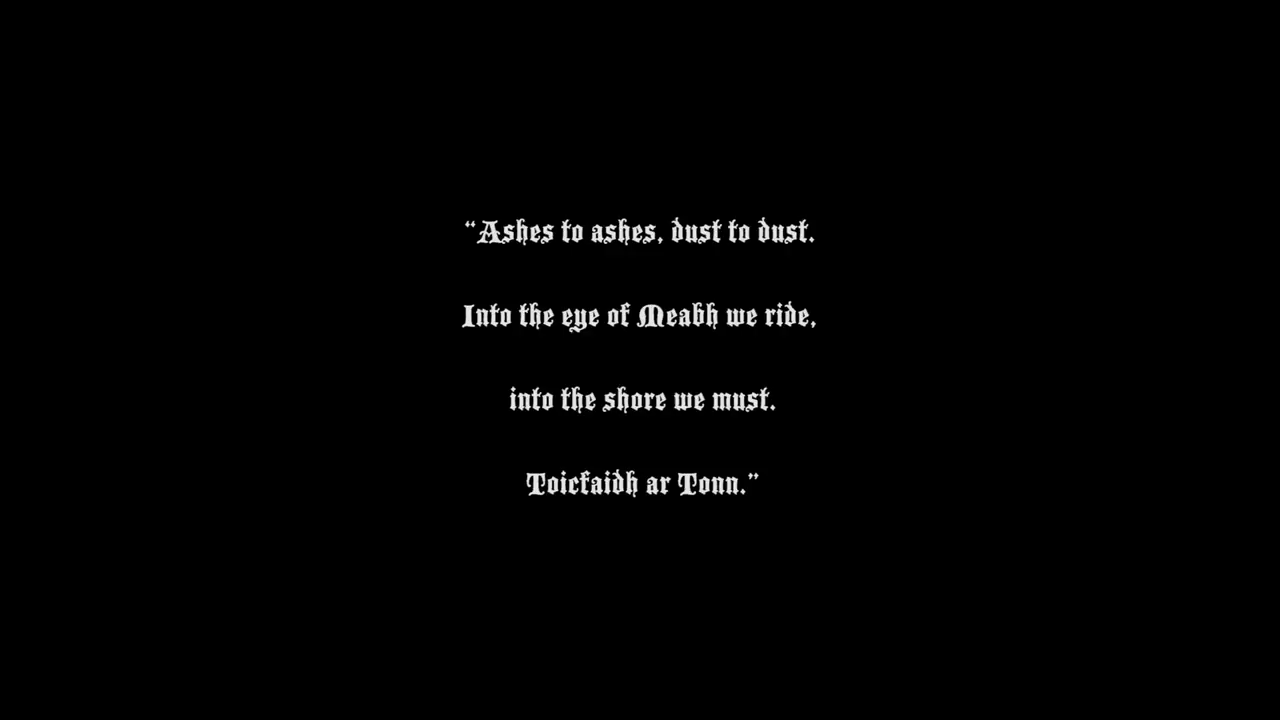 “Ashes to ashes, dust to dust.
Into the eye of Meabh we ride,
into the shore we must.
Toicfaidh ar Tonn.”